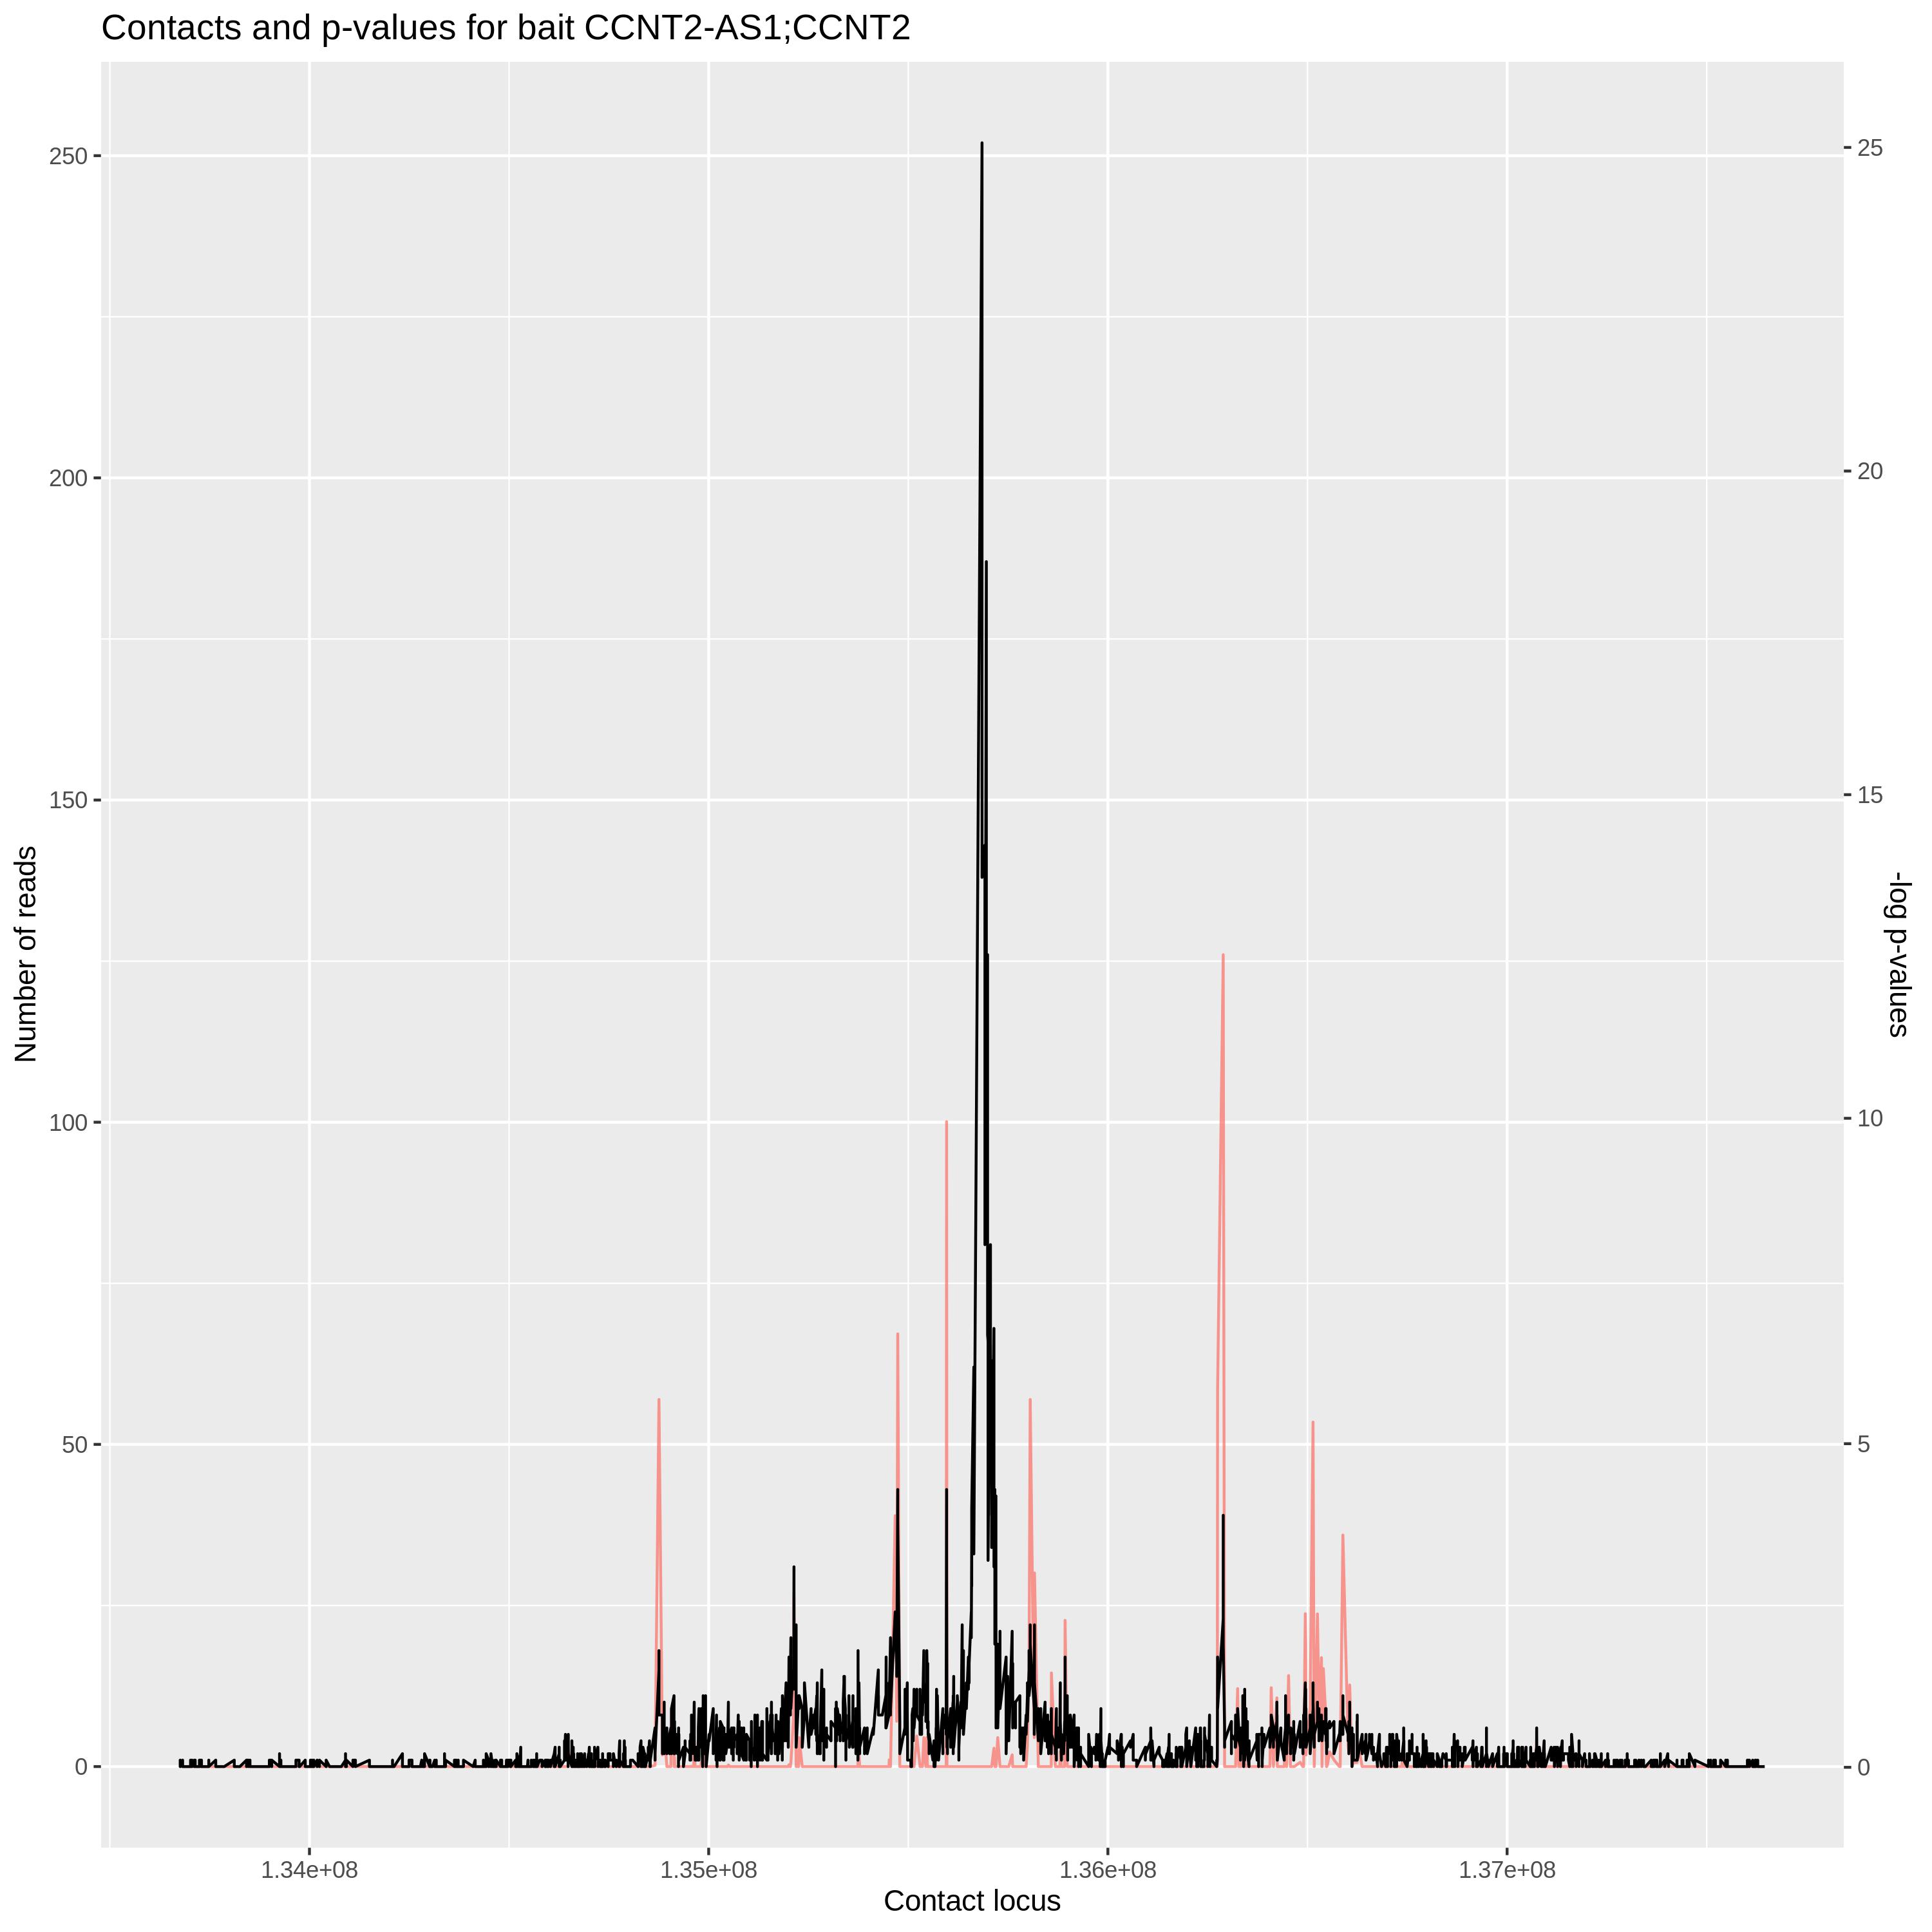 Contacts and p-values for bait CCNT2-AS1;CCNT2
250
200
150
100
50
0
Number of reads
25
20
15
10
5
0
-log p-values
1.34e+08
1.35e+08
1.36e+08
1.37e+08
Contact locus